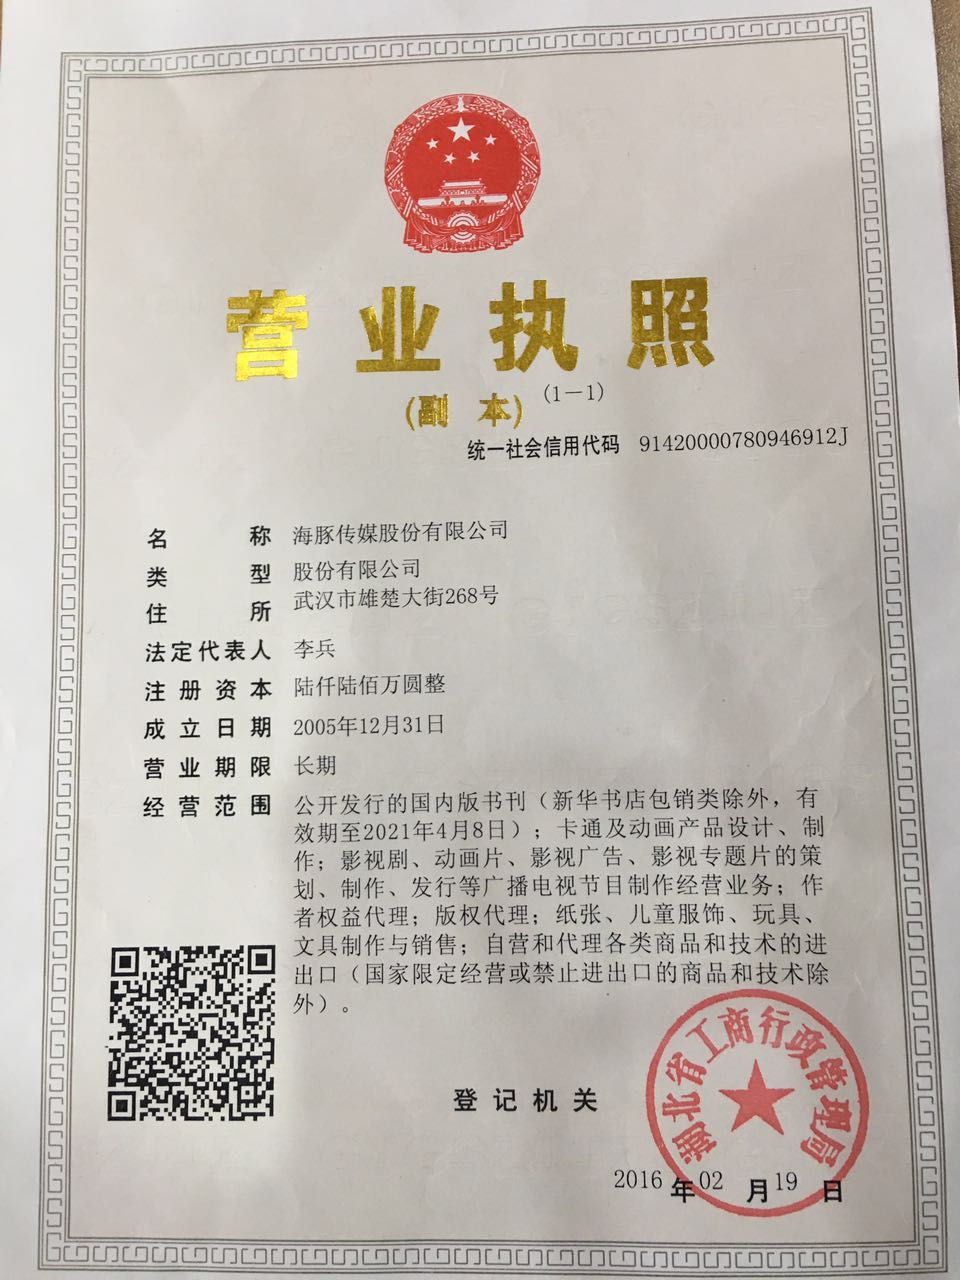 营业执照
(副 本) (1-1)
统一社会信用代码 91420000780946912J
名称 海豚传媒股份有限公司
类型 股份有限公司
住所 武汉市雄楚大街268号
法定代表人 李兵
注册资本 陆仟陆佰万圆整
成立日期 2005年12月31日
营业期限 长期
经营范围 公开发行的国内版书刊（新华书店包销类除外，有
效期至2021年4月8日）；卡通及动画产品设计、制
作；影视剧、动画片、影视广告、影视专题片的策
划、制作、发行等广播电视节目制作经营业务；作
者权益代理；版权代理；纸张、儿童服饰、玩具、
文具制作与销售；自营和代理各类商品和技术的进
出口（国家限定经营或禁止进出口的商品和技术除
外）。
登记机关
湖北省工商行政管理局
2016 年 02 月 19 日